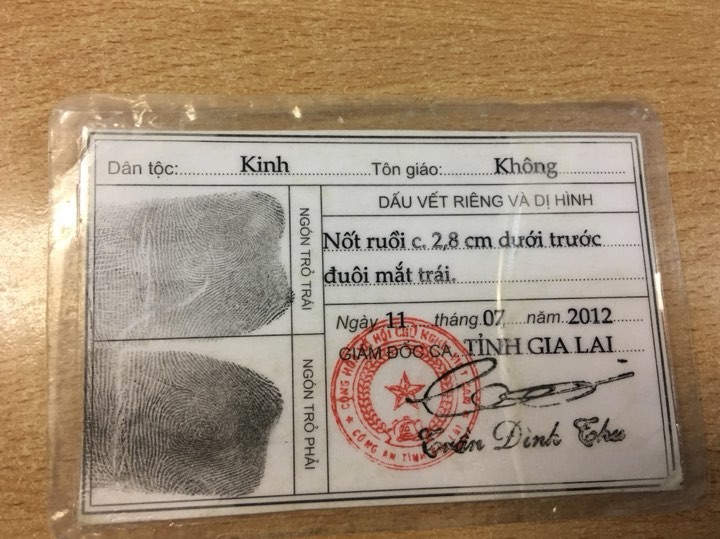 Dân tộc: Kinh Tôn giáo: Không
DẤU VẾT RIÊNG VÀ DỊ HÌNH
NGÓN TRỎ TRÁI
Nốt ruồi c. 2,8 cm dưới trước
đuôi mắt trái.
Ngày 11 tháng 07 năm 2012
GIÁM ĐỐC CA. TỈNH GIA LAI
NGÓN TRỎ PHẢI
Trần Đình Thu